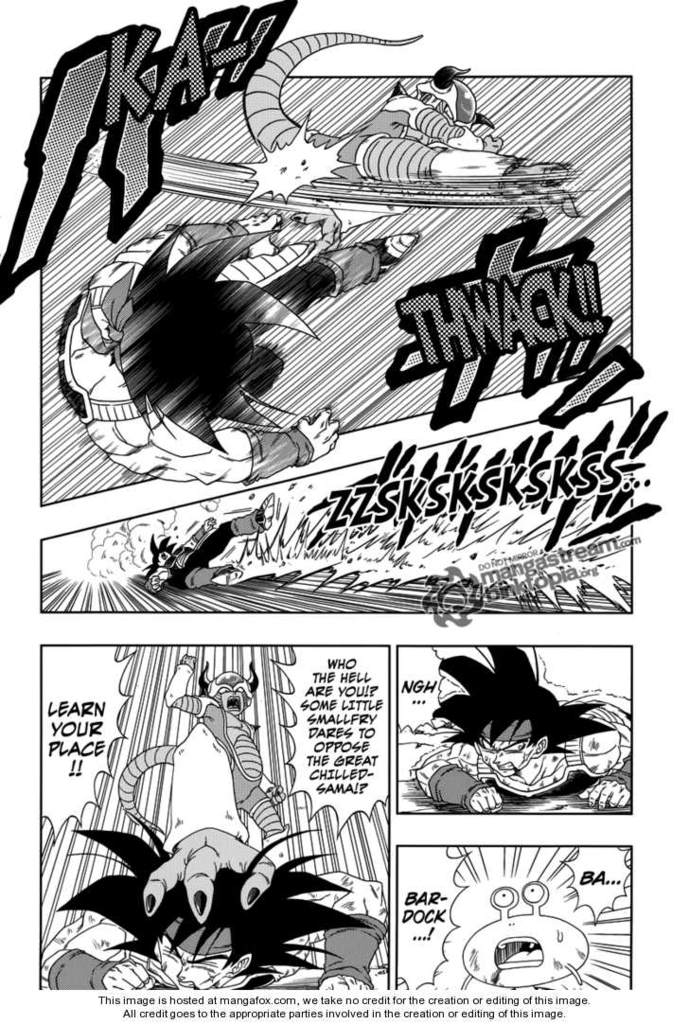 KA-
THWACK!!
ZZSKSKSKSKSKSS...
DO NOT MIRROR A
mangastream.com
binktopia.org
NGH
...
WHO
THE HELL
ARE YOU!?
SOME LITTLE
SMALLFRY
DARES TO
OPPOSE
THE GREAT
CHILLED-
SAMA!?
LEARN
YOUR
PLACE
!!
BA...
BAR-
DOCK
...!
This image is hosted at mangafox.com, we take no credit for the creation or editing of this image.
All credit goes to the appropriate parties involved in the creation or editing of this image.